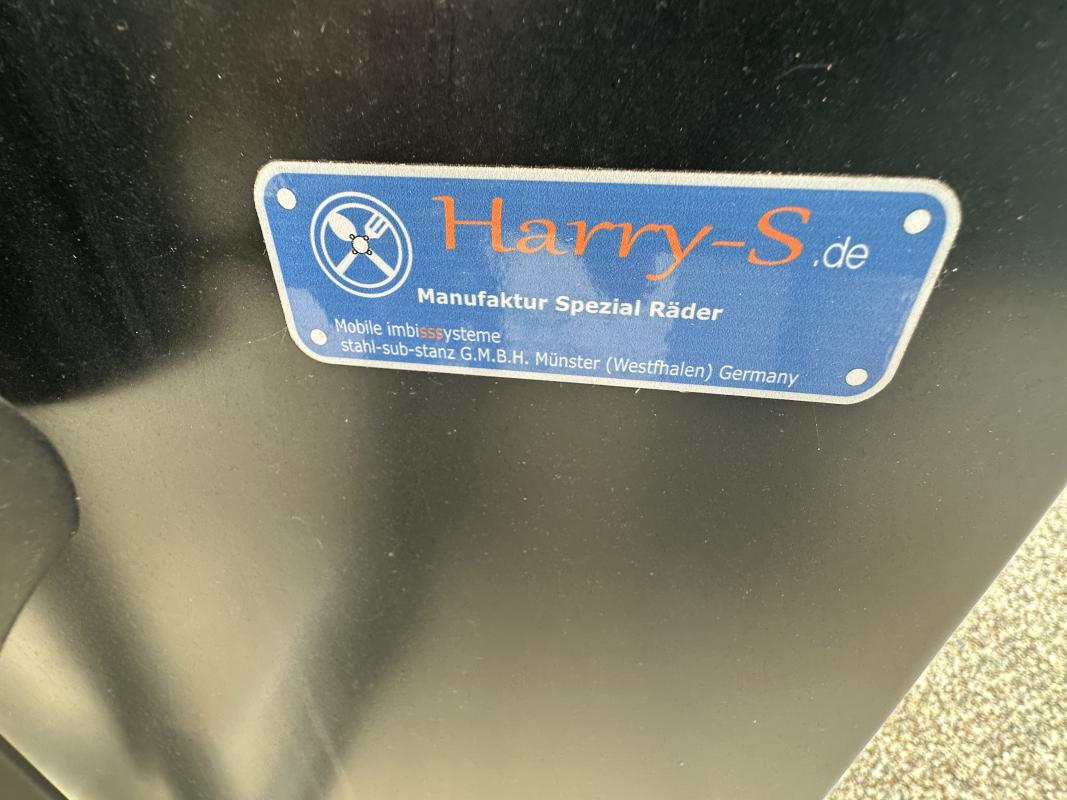 Harry-S.de
Manufaktur Spezial Räder
Mobile imbisssysteme
stahl-sub-stanz G.M.B.H. Münster (Westfhalen) Germany